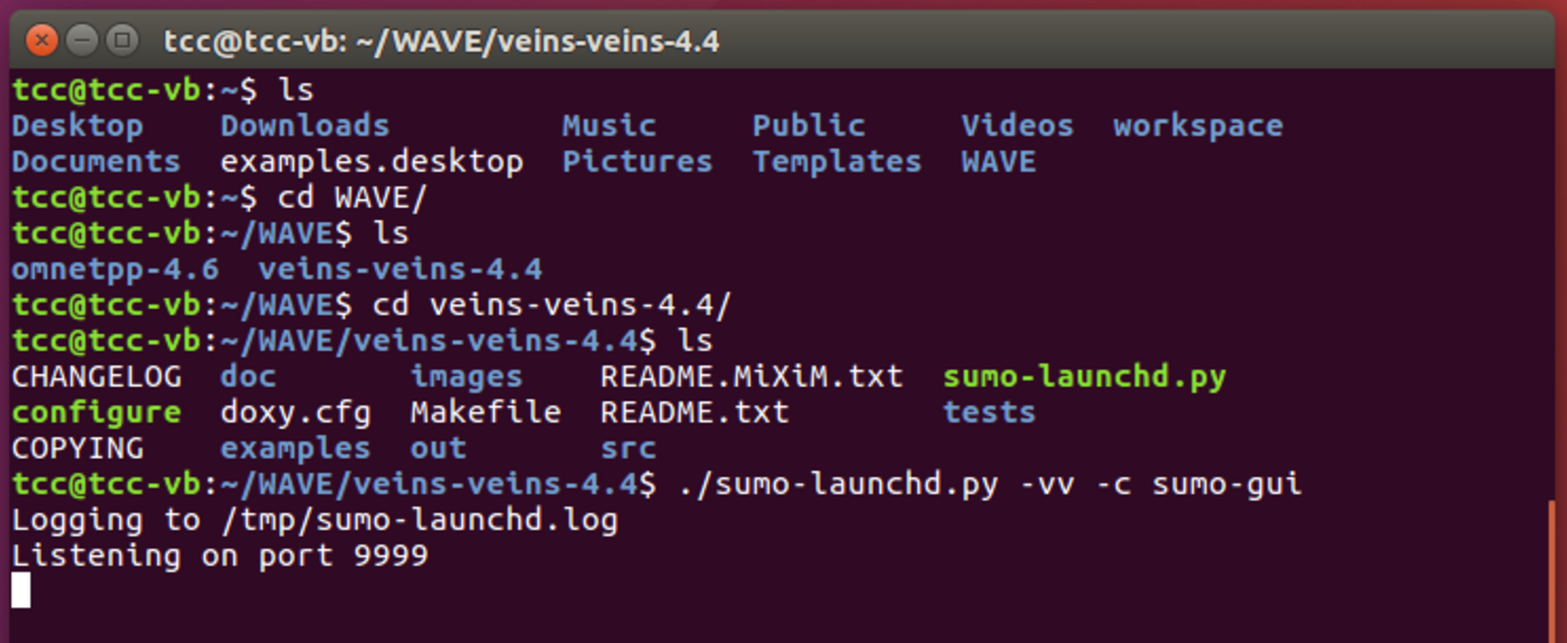 tcc@tcc-vb: ~/WAVE/veins-veins-4.4
tcc@tcc-vb:~$ ls
Desktop    Downloads         Music     Public     Videos  workspace
Documents  examples.desktop  Pictures  Templates  WAVE
tcc@tcc-vb:~$ cd WAVE/
tcc@tcc-vb:~/WAVE$ ls
omnetpp-4.6  veins-veins-4.4
tcc@tcc-vb:~/WAVE$ cd veins-veins-4.4/
tcc@tcc-vb:~/WAVE/veins-veins-4.4$ ls
CHANGELOG  doc       images    README.MiXiM.txt  sumo-launchd.py
configure  doxy.cfg  Makefile  README.txt        tests
COPYING    examples  out       src
tcc@tcc-vb:~/WAVE/veins-veins-4.4$ ./sumo-launchd.py -vv -c sumo-gui
Logging to /tmp/sumo-launchd.log
Listening on port 9999